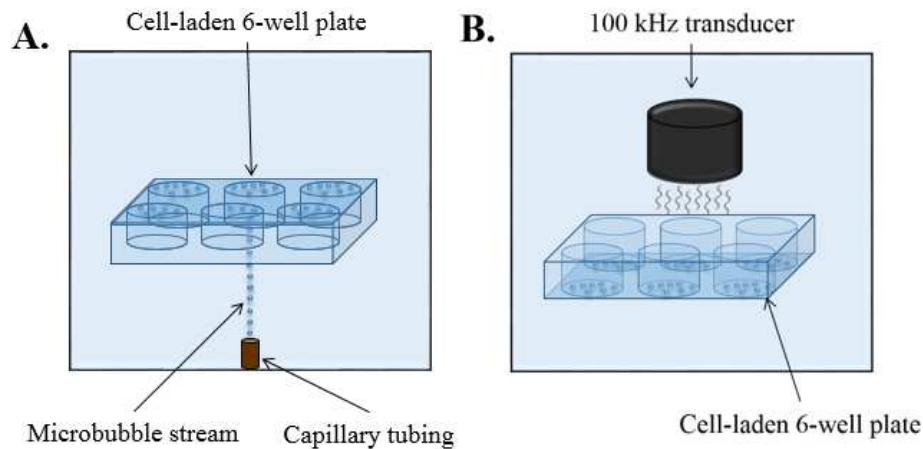 A.
Cell-laden 6-well plate
Microbubble stream
Capillary tubing
B.
100 kHz transducer
Cell-laden 6-well plate